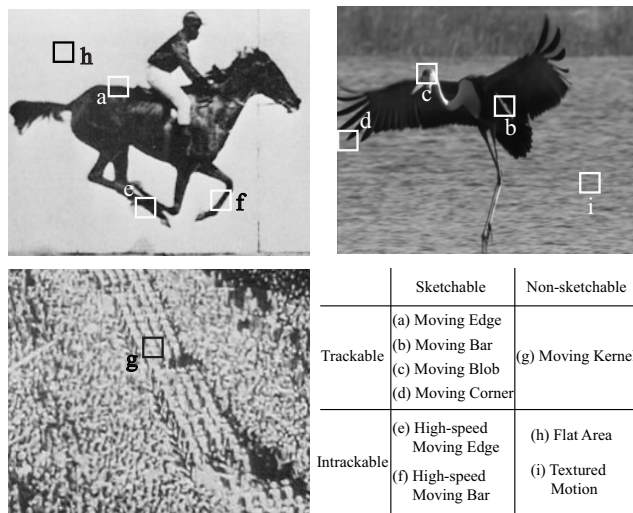 h
a
e
f
c
b
d
i
g
Sketchable Non-sketchable
Trackable
(a) Moving Edge
(b) Moving Bar
(c) Moving Blob
(d) Moving Corner
(g) Moving Kernel
Intrackable
(e) High-speed
Moving Edge
(f) High-speed
Moving Bar
(h) Flat Area
(i) Textured
Motion